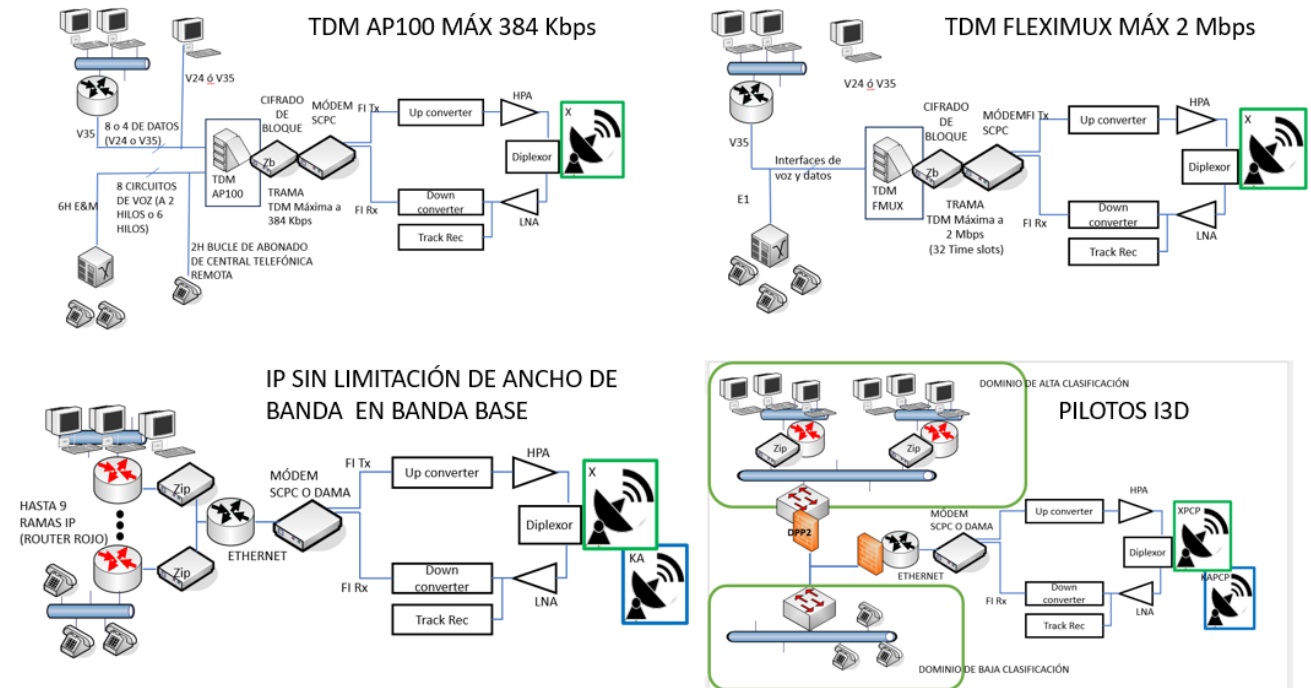 TDM AP100 MÁX 384 Kbps
V24 ó V35
V35
8 o 4 DE DATOS
(V24 o V35)
8 CIRCUITOS
DE VOZ (A 2
HILOS o 6
HILOS)
6H E&M
2H BUCLE DE ABONADO
DE CENTRAL TELEFÓNICA
REMOTA
TDM
AP100
CIFRADO
DE
BLOQUE
Zb
TRAMA
TDM Máxima a
384 Kbps
MÓDEM
SCPC
FI Tx
FI Rx
Up converter
HPA
Diplexor
X
Down
converter
LNA
Track Rec
TDM FLEXIMUX MÁX 2 Mbps
V24 ó V35
V35
Interfaces de
voz y datos
E1
TDM
FMUX
CIFRADO
DE
BLOQUE
Zb
TRAMA
TDM Máxima a
2 Mbps
(32 Time slots)
MÓDEM
SCPC
FI Tx
FI Rx
Up converter
HPA
Diplexor
X
Down
converter
LNA
Track Rec
IP SIN LIMITACIÓN DE ANCHO DE
BANDA EN BANDA BASE
HASTA 9
RAMAS IP
(ROUTER ROJO)
Zip
Zip
ETHERNET
MÓDEM
SCPC O DAMA
FI Tx
FI Rx
Up converter
HPA
Diplexor
X
KA
Down
converter
LNA
Track Rec
DOMINIO DE ALTA CLASIFICACIÓN
PILOTOS I3D
Zip
Zip
DPP2
ETHERNET
MÓDEM
SCPC O DAMA
FI Rx
Up converter
HPA
Diplexor
XPCP
KAPCP
Down
converter
LNA
Track Rec
DOMINIO DE BAJA CLASIFICACIÓN